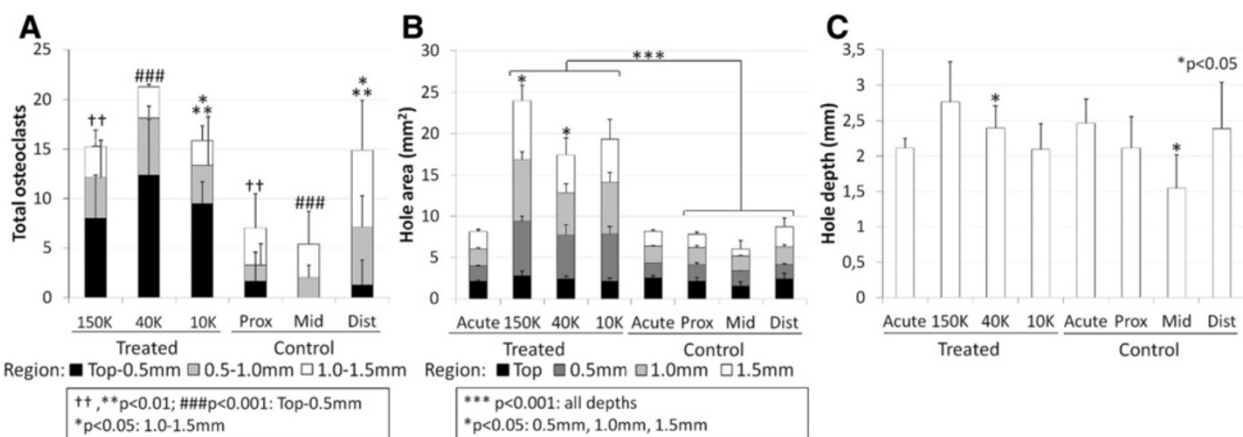 A
Total osteoclasts
25
20
15
10
5
0
††
###
*
**
††
###
*
**
150K 40K 10K Prox Mid Dist
Treated Control
Region: Top-0.5mm 0.5-1.0mm 1.0-1.5mm
†† ,**p<0.01; ###p<0.001: Top-0.5mm
*p<0.05: 1.0-1.5mm
B
Hole area (mm²)
30
25
20
15
10
5
0
***
*
*
Acute 150K 40K 10K Acute Prox Mid Dist
Treated Control
Region: Top 0.5mm 1.0mm 1.5mm
*** p<0.001: all depths
*p<0.05: 0.5mm, 1.0mm, 1.5mm
C
Hole depth (mm)
3,5
3
2,5
2
1,5
1
0,5
0
*p<0.05
*
*
Acute 150K 40K 10K Acute Prox Mid Dist
Treated Control